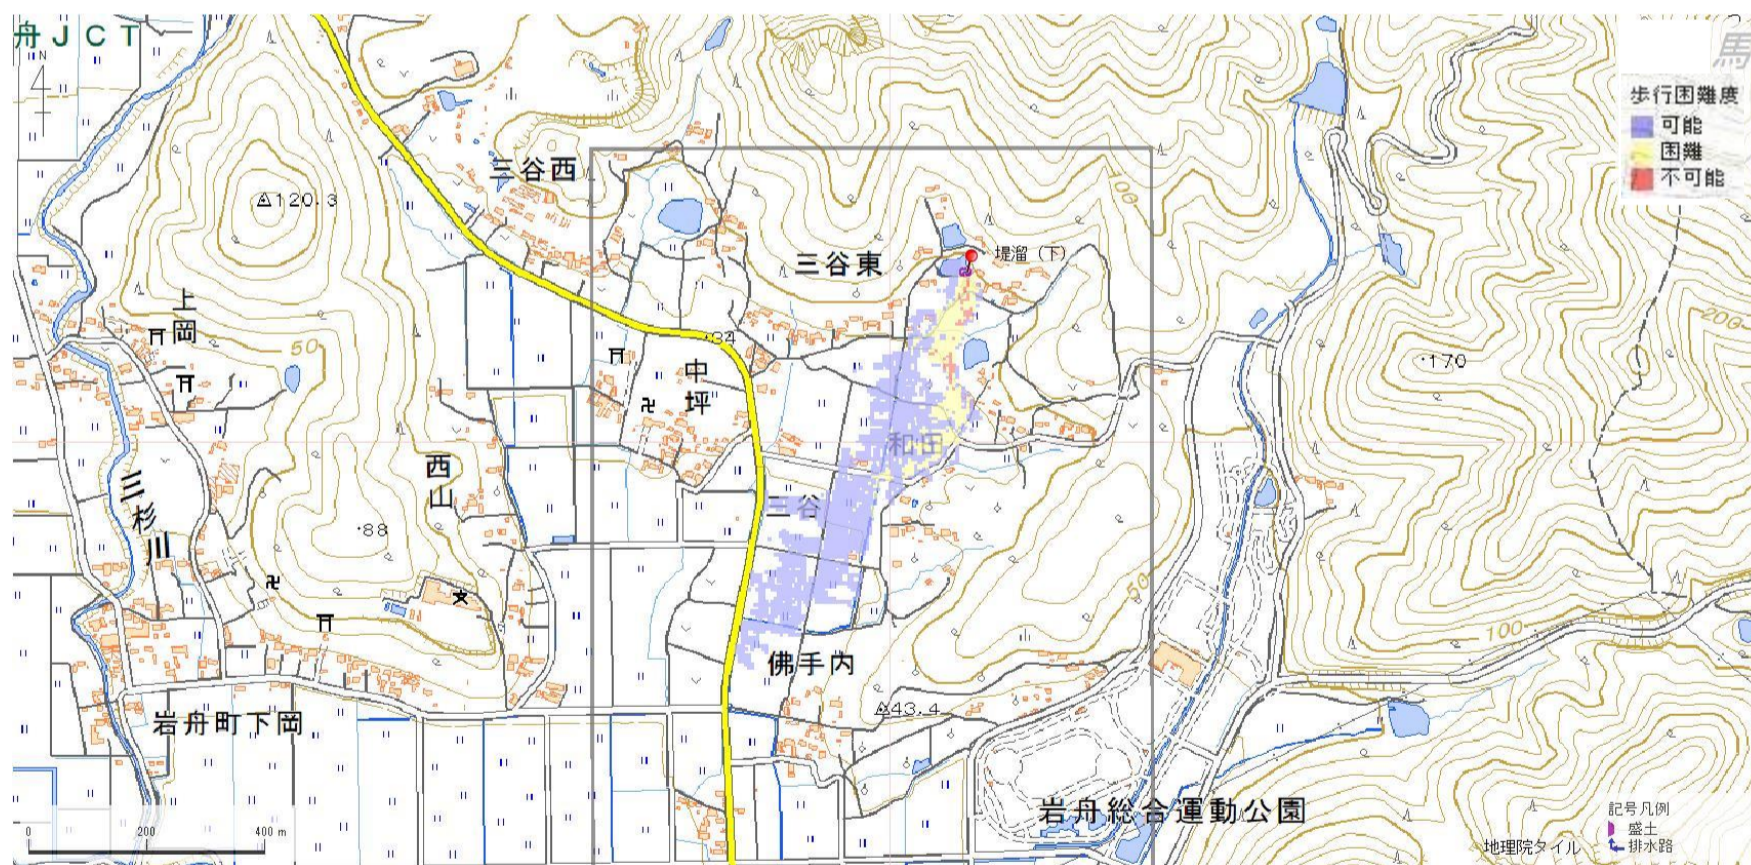 舟JCT
馬
N
歩行困難度
可能
困難
不可能
三谷西
120.3
100
三谷東
堤溜（下）
上岡
200
34
50
170
中坪
和田
西山
三杉川
三谷
88
50
100
佛手内
43.4
岩舟町下岡
岩舟総合運動公園
記号凡例
盛土
排水路
0 200 400 m
地理院タイル